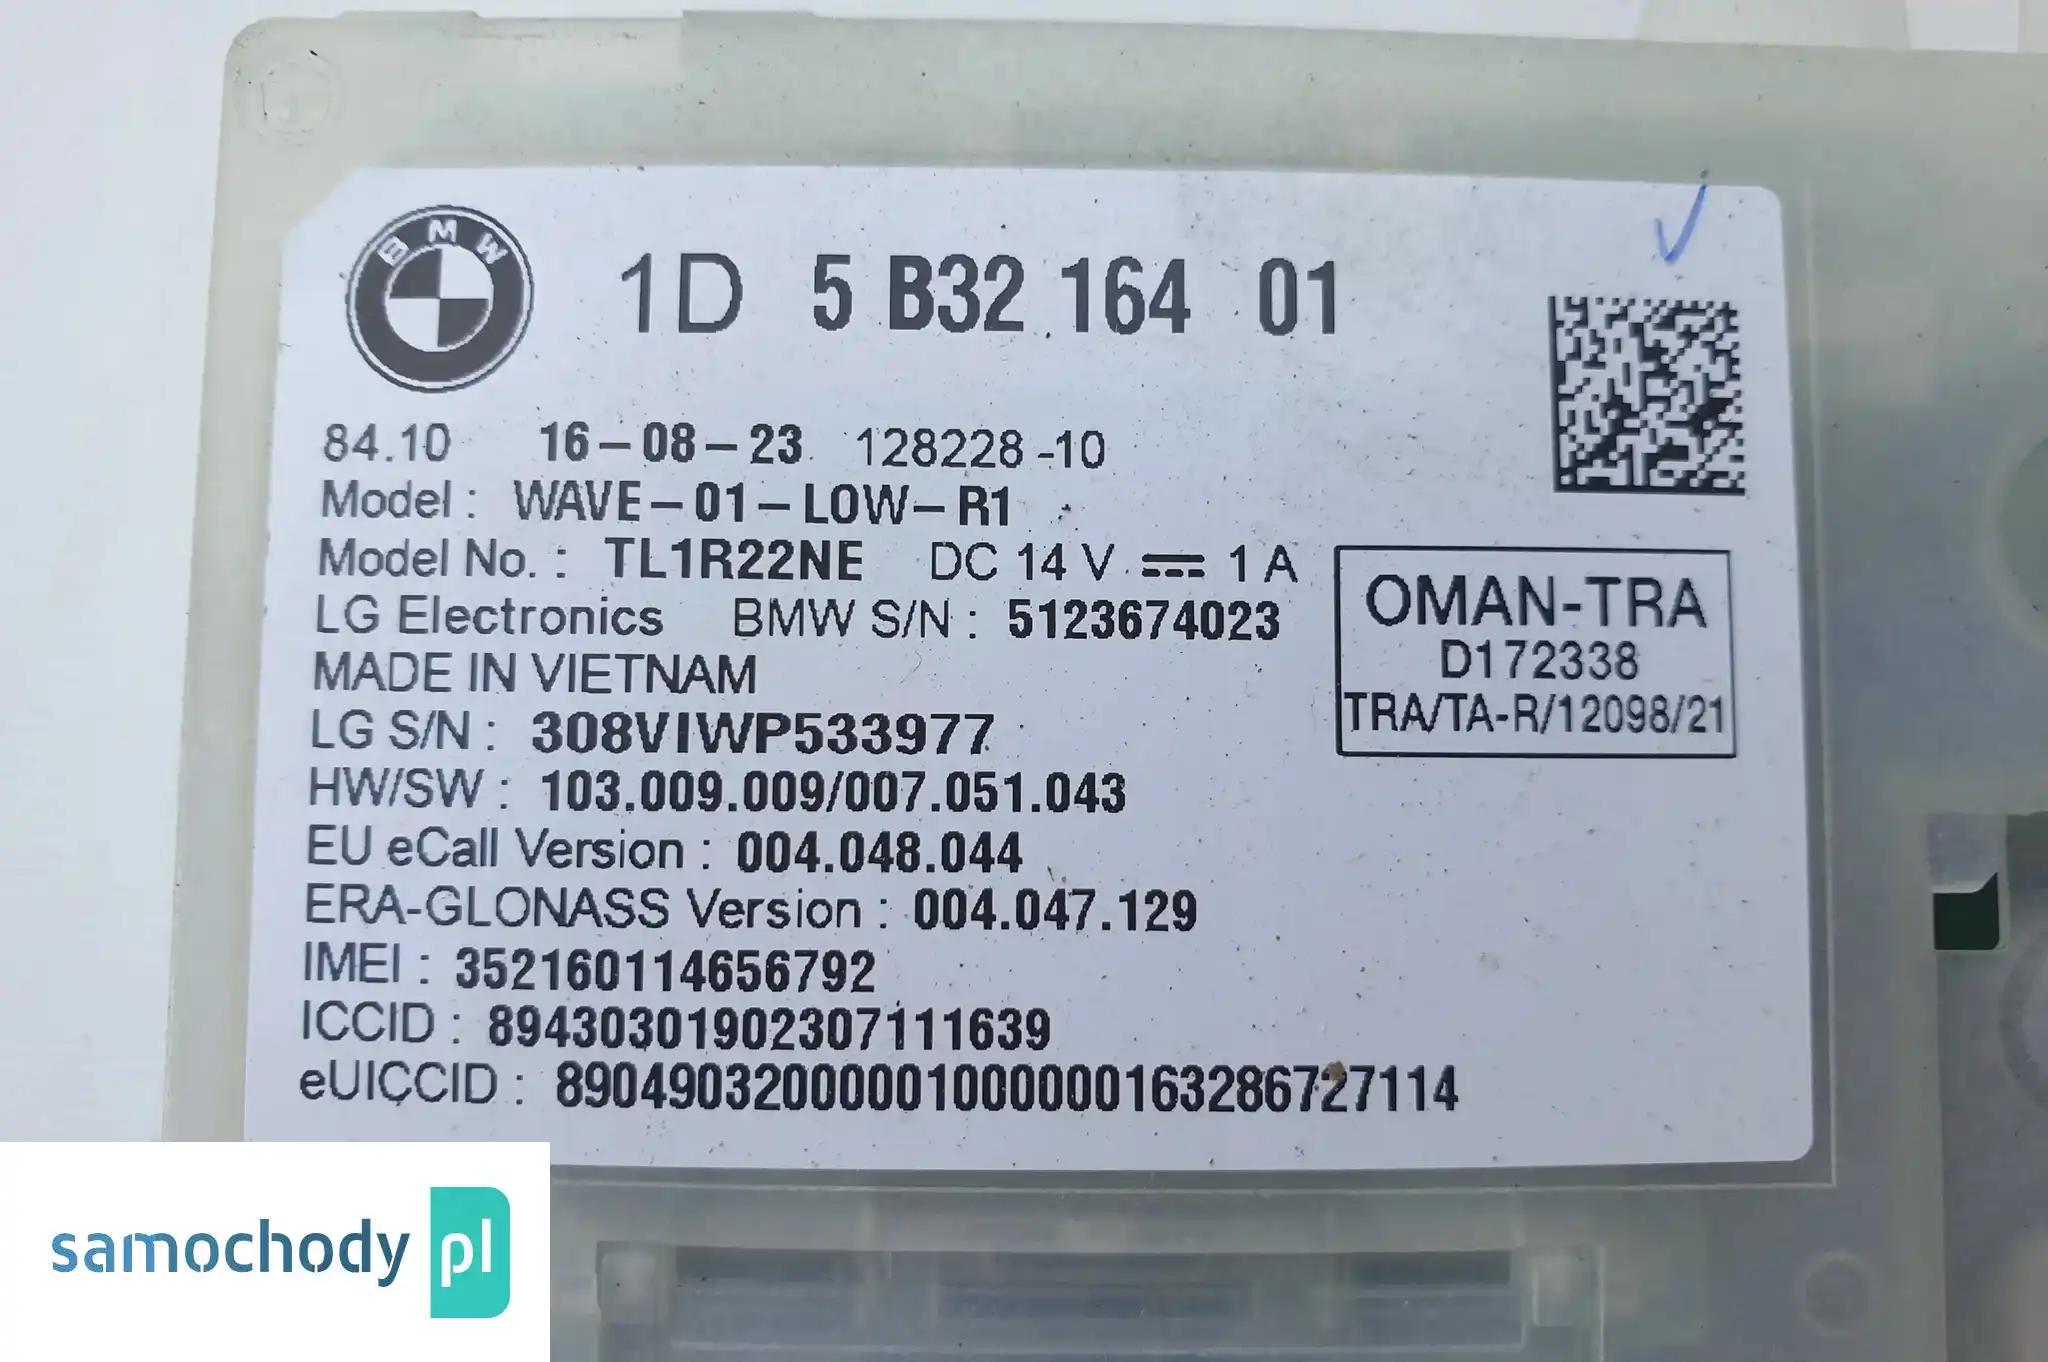 BMW
1D 5 B32 164 01
84.10 16-08-23 128228-10
Model : WAVE-01-LOW-R1
Model No. : TL1R22NE DC 14 V ⎓ 1 A
LG Electronics BMW S/N : 5123674023
MADE IN VIETNAM
LG S/N : 308VIWP533977
HW/SW : 103.009.009/007.051.043
EU eCall Version : 004.048.044
ERA-GLONASS Version : 004.047.129
IMEI : 352160114656792
ICCID : 89430301902307111639
eUICCID : 89049032000001000000163286727114
OMAN-TRA
D172338
TRA/TA-R/12098/21
samochody pl